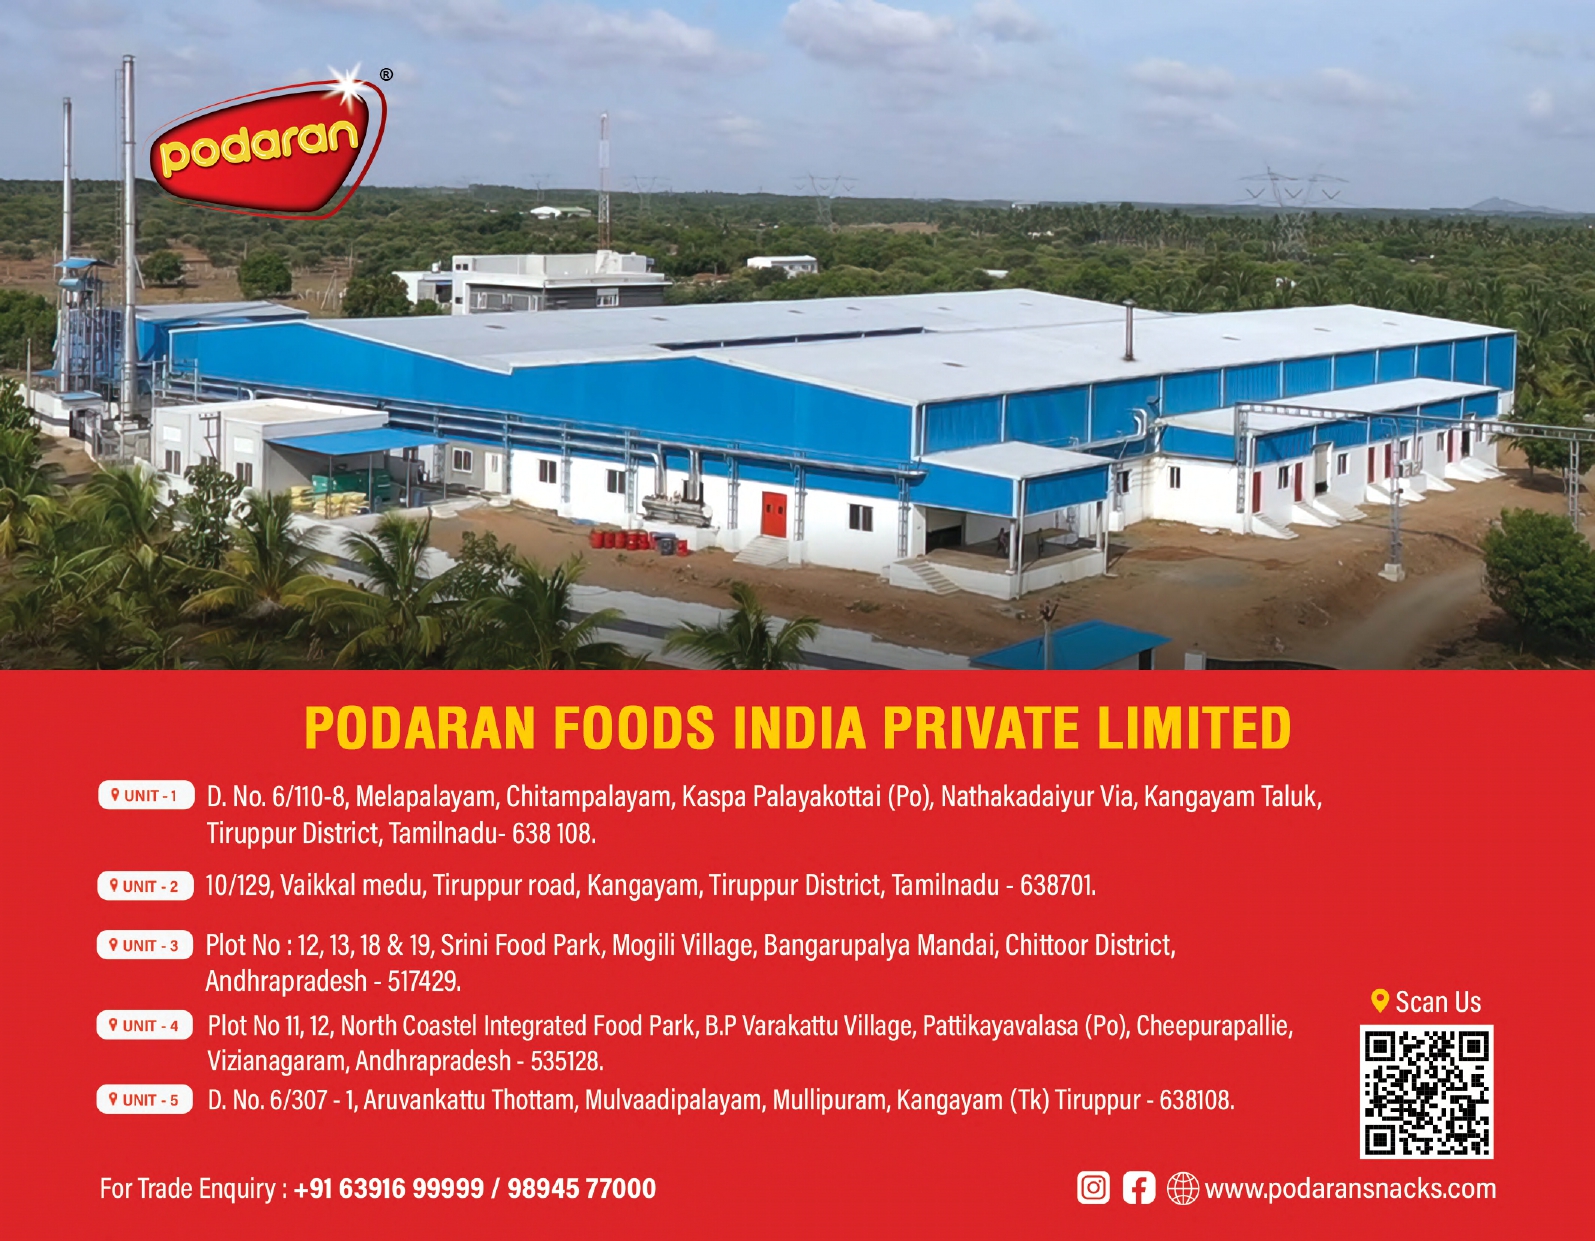 podaran ®
PODARAN FOODS INDIA PRIVATE LIMITED
UNIT - 1
D. No. 6/110-8, Melapalayam, Chitampalayam, Kaspa Palayakottai (Po), Nathakadaiyur Via, Kangayam Taluk,
Tiruppur District, Tamilnadu- 638 108.
UNIT - 2
10/129, Vaikkal medu, Tiruppur road, Kangayam, Tiruppur District, Tamilnadu - 638701.
UNIT - 3
Plot No : 12, 13, 18 & 19, Srini Food Park, Mogili Village, Bangarupalya Mandai, Chittoor District,
Andhrapradesh - 517429.
UNIT - 4
Plot No 11, 12, North Coastel Integrated Food Park, B.P Varakattu Village, Pattikayavalasa (Po), Cheepurapallie,
Vizianagaram, Andhrapradesh - 535128.
UNIT - 5
D. No. 6/307 - 1, Aruvankattu Thottam, Mulvaadipalayam, Mullipuram, Kangayam (Tk) Tiruppur - 638108.
Scan Us
For Trade Enquiry : +91 63916 99999 / 98945 77000
www.podaransnacks.com